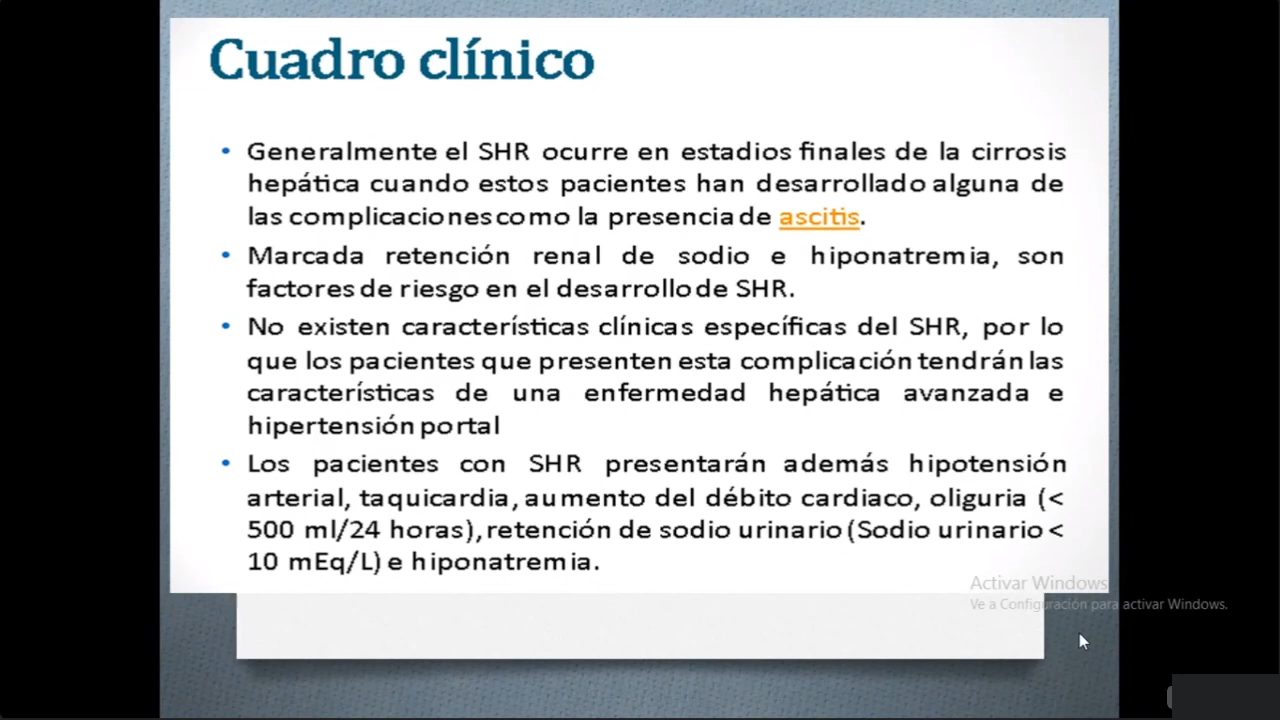 Cuadro clínico
• Generalmente el SHR ocurre en estadios finales de la cirrosis
hepática cuando estos pacientes han desarrollado alguna de
las complicaciones como la presencia de ascitis.
• Marcada retención renal de sodio e hiponatremia, son
factores de riesgo en el desarrollo de SHR.
• No existen características clínicas específicas del SHR, por lo
que los pacientes que presenten esta complicación tendrán las
características de una enfermedad hepática avanzada e
hipertensión portal
• Los pacientes con SHR presentarán además hipotensión
arterial, taquicardia, aumento del débito cardiaco, oliguria (<
500 ml/24 horas), retención de sodio urinario (Sodio urinario <
10 mEq/L) e hiponatremia.
Activar Windows
Ve a Configuración para activar Windows.